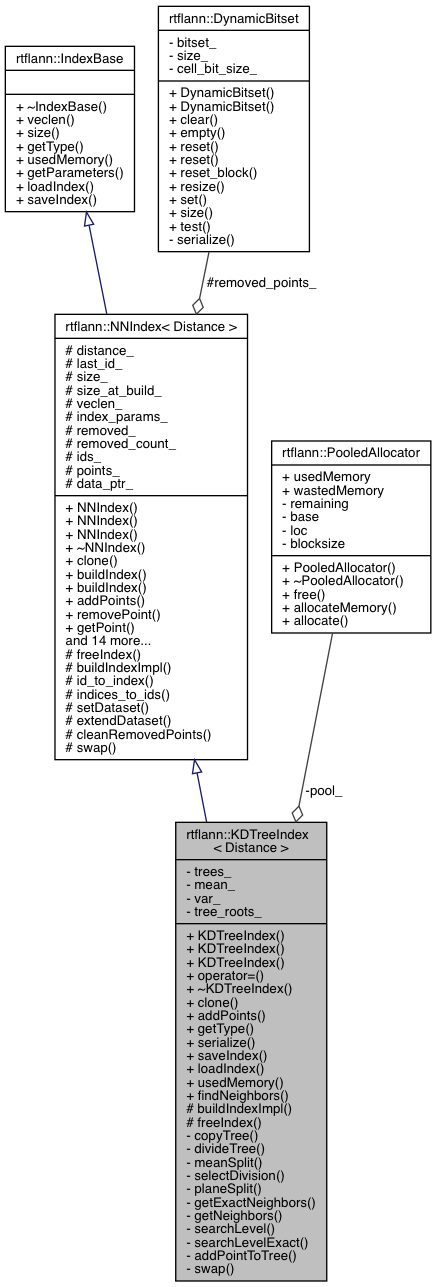 rtflann::DynamicBitset
- bitset_
- size_
- cell_bit_size_
+ DynamicBitset()
+ DynamicBitset()
+ clear()
+ empty()
+ reset()
+ reset()
+ reset_block()
+ resize()
+ set()
+ size()
+ test()
- serialize()
rtflann::IndexBase
+ ~IndexBase()
+ veclen()
+ size()
+ getType()
+ usedMemory()
+ getParameters()
+ loadIndex()
+ saveIndex()
#removed_points_
rtflann::NNIndex< Distance >
# distance_
# last_id_
# size_
# size_at_build_
# veclen_
# index_params_
# removed_
# removed_count_
# ids_
# points_
# data_ptr_
+ NNIndex()
+ NNIndex()
+ NNIndex()
+ ~NNIndex()
+ clone()
+ buildIndex()
+ buildIndex()
+ addPoints()
+ removePoint()
+ getPoint()
and 14 more...
# freeIndex()
# buildIndexImpl()
# id_to_index()
# indices_to_ids()
# setDataset()
# extendDataset()
# cleanRemovedPoints()
# swap()
rtflann::PooledAllocator
+ usedMemory
+ wastedMemory
- remaining
- base
- loc
- blocksize
+ PooledAllocator()
+ ~PooledAllocator()
+ free()
+ allocateMemory()
+ allocate()
-pool_
rtflann::KDTreeIndex
< Distance >
- trees_
- mean_
- var_
- tree_roots_
+ KDTreeIndex()
+ KDTreeIndex()
+ KDTreeIndex()
+ operator=()
+ ~KDTreeIndex()
+ clone()
+ addPoints()
+ getType()
+ serialize()
+ saveIndex()
+ loadIndex()
+ usedMemory()
+ findNeighbors()
# buildIndexImpl()
# freeIndex()
- copyTree()
- divideTree()
- meanSplit()
- selectDivision()
- planeSplit()
- getExactNeighbors()
- getNeighbors()
- searchLevel()
- searchLevelExact()
- addPointToTree()
- swap()